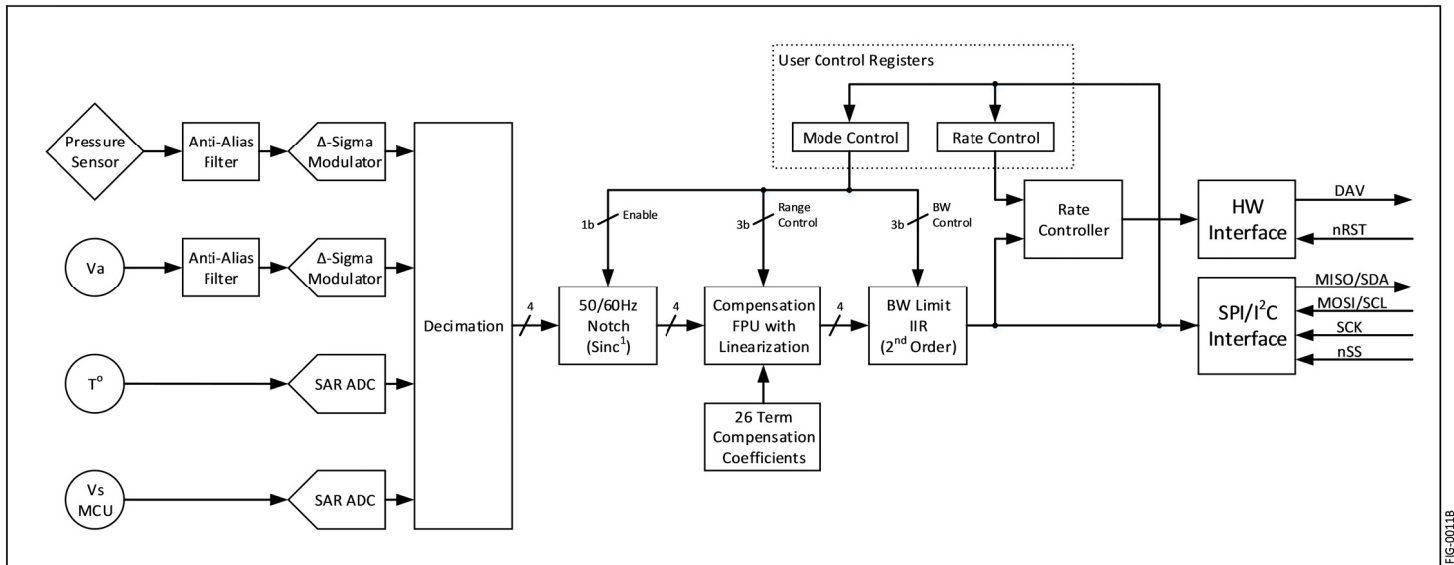 User Control Registers
Mode Control
Rate Control
Pressure
Sensor
Anti-Alias
Filter
Δ-Sigma
Modulator
Va
Anti-Alias
Filter
Δ-Sigma
Modulator
T°
SAR ADC
Vs
MCU
SAR ADC
Decimation
4
1b
Enable
50/60Hz
Notch
(Sinc¹)
4
3b
Range
Control
Compensation
FPU with
Linearization
26 Term
Compensation
Coefficients
4
3b
BW
Control
BW Limit
IIR
(2nd Order)
Rate
Controller
HW
Interface
DAV
nRST
SPI/I²C
Interface
MISO/SDA
MOSI/SCL
SCK
nSS
FIG-0011B